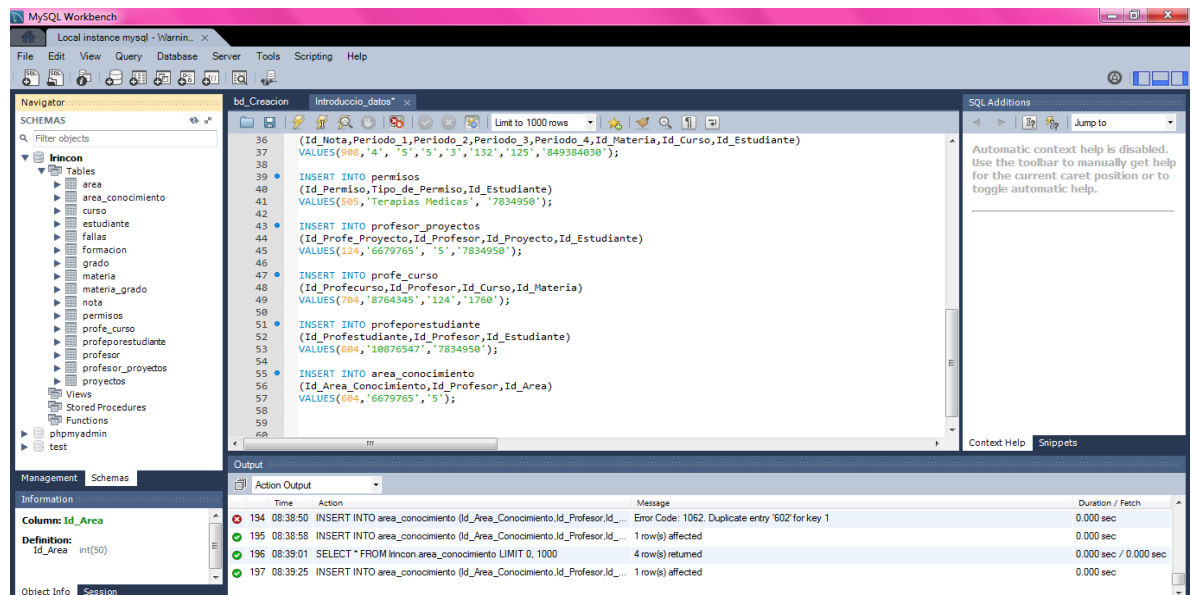 MySQL Workbench
Local instance mysql - Warnin... ×
File Edit View Query Database Server Tools Scripting Help
Navigator
SCHEMAS
Filter objects
lrincon
Tables
area
area_conocimiento
curso
estudiante
fallas
formacion
grado
materia
materia_grado
nota
permisos
profe_curso
profeporestudiante
profesor
profesor_proyectos
proyectos
Views
Stored Procedures
Functions
phpmyadmin
test
Management Schemas
Information
Column: Id_Area
Definition:
Id_Area int(50)
Object Info Session
bd_Creacion Introduccio_datos* ×
Limit to 1000 rows
36 (Id_Nota,Periodo_1,Periodo_2,Periodo_3,Periodo_4,Id_Materia,Id_Curso,Id_Estudiante)
37 VALUES(908,'4', '5','5','3','132','125','849384030');
38
39 INSERT INTO permisos
40 (Id_Permiso,Tipo_de_Permiso,Id_Estudiante)
41 VALUES(505,'Terapias Medicas', '7834950');
42
43 INSERT INTO profesor_proyectos
44 (Id_Profe_Proyecto,Id_Profesor,Id_Proyecto,Id_Estudiante)
45 VALUES(124,'6679765', '5','7834950');
46
47 INSERT INTO profe_curso
48 (Id_Profecurso,Id_Profesor,Id_Curso,Id_Materia)
49 VALUES(704,'8764345','124','1760');
50
51 INSERT INTO profeporestudiante
52 (Id_Profestudiante,Id_Profesor,Id_Estudiante)
53 VALUES(804,'10876547','7834950');
54
55 INSERT INTO area_conocimiento
56 (Id_Area_Conocimiento,Id_Profesor,Id_Area)
57 VALUES(604,'6679765','5');
58
59
60
SQL Additions
Jump to
Automatic context help is disabled.
Use the toolbar to manually get help
for the current caret position or to
toggle automatic help.
Context Help Snippets
Output
Action Output
Time Action Message Duration / Fetch
194 08:38:50 INSERT INTO area_conocimiento (Id_Area_Conocimiento,Id_Profesor,Id_... Error Code: 1062. Duplicate entry '602' for key 1 0.000 sec
195 08:38:58 INSERT INTO area_conocimiento (Id_Area_Conocimiento,Id_Profesor,Id_... 1 row(s) affected 0.000 sec
196 08:39:01 SELECT * FROM lrincon.area_conocimiento LIMIT 0, 1000 4 row(s) returned 0.000 sec / 0.000 sec
197 08:39:25 INSERT INTO area_conocimiento (Id_Area_Conocimiento,Id_Profesor,Id_... 1 row(s) affected 0.000 sec